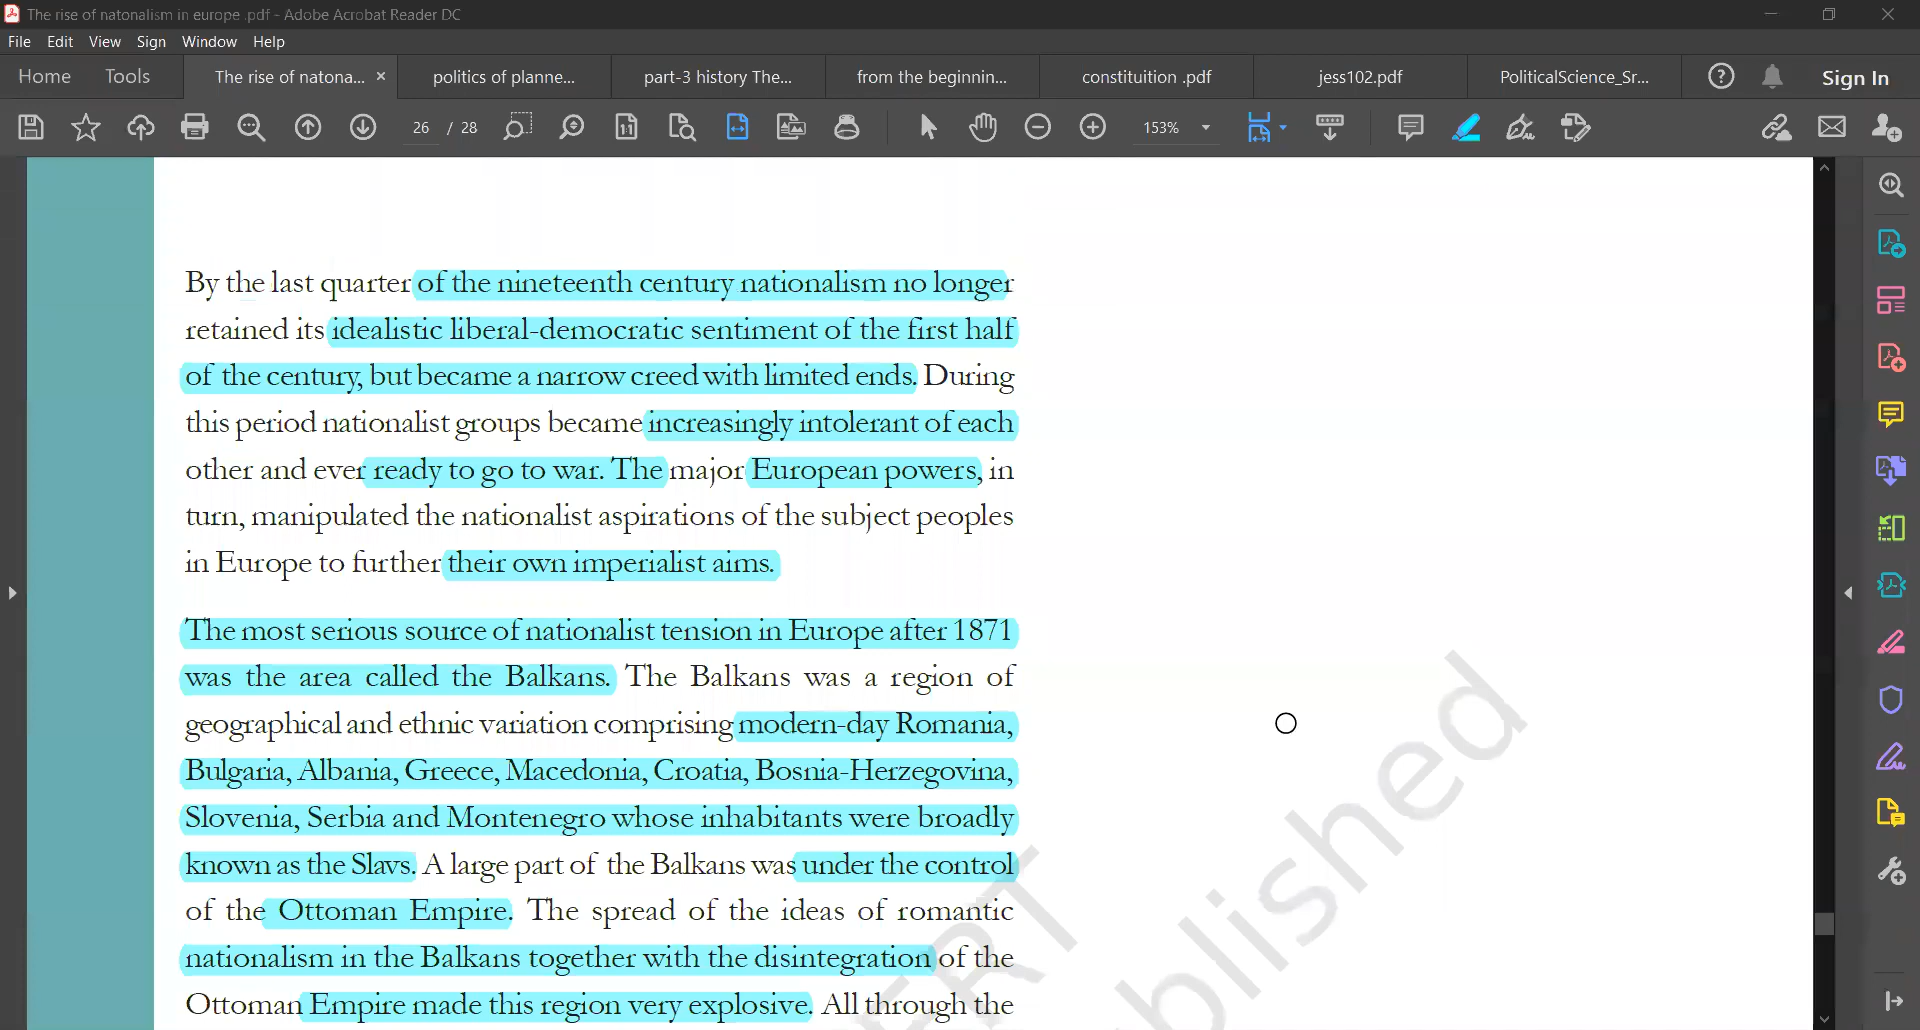 The rise of natonalism in europe .pdf - Adobe Acrobat Reader DC
File Edit View Sign Window Help
Home Tools The rise of natona... × politics of planne... part-3 history The... from the beginnin... constituition .pdf jess102.pdf PoliticalScience_Sr... Sign In
26 / 28 153%
By the last quarter of the nineteenth century nationalism no longer
retained its idealistic liberal-democratic sentiment of the first half
of the century, but became a narrow creed with limited ends. During
this period nationalist groups became increasingly intolerant of each
other and ever ready to go to war. The major European powers, in
turn, manipulated the nationalist aspirations of the subject peoples
in Europe to further their own imperialist aims.
The most serious source of nationalist tension in Europe after 1871
was the area called the Balkans. The Balkans was a region of
geographical and ethnic variation comprising modern-day Romania,
Bulgaria, Albania, Greece, Macedonia, Croatia, Bosnia-Herzegovina,
Slovenia, Serbia and Montenegro whose inhabitants were broadly
known as the Slavs. A large part of the Balkans was under the control
of the Ottoman Empire. The spread of the ideas of romantic
nationalism in the Balkans together with the disintegration of the
Ottoman Empire made this region very explosive. All through the
ERT
blished